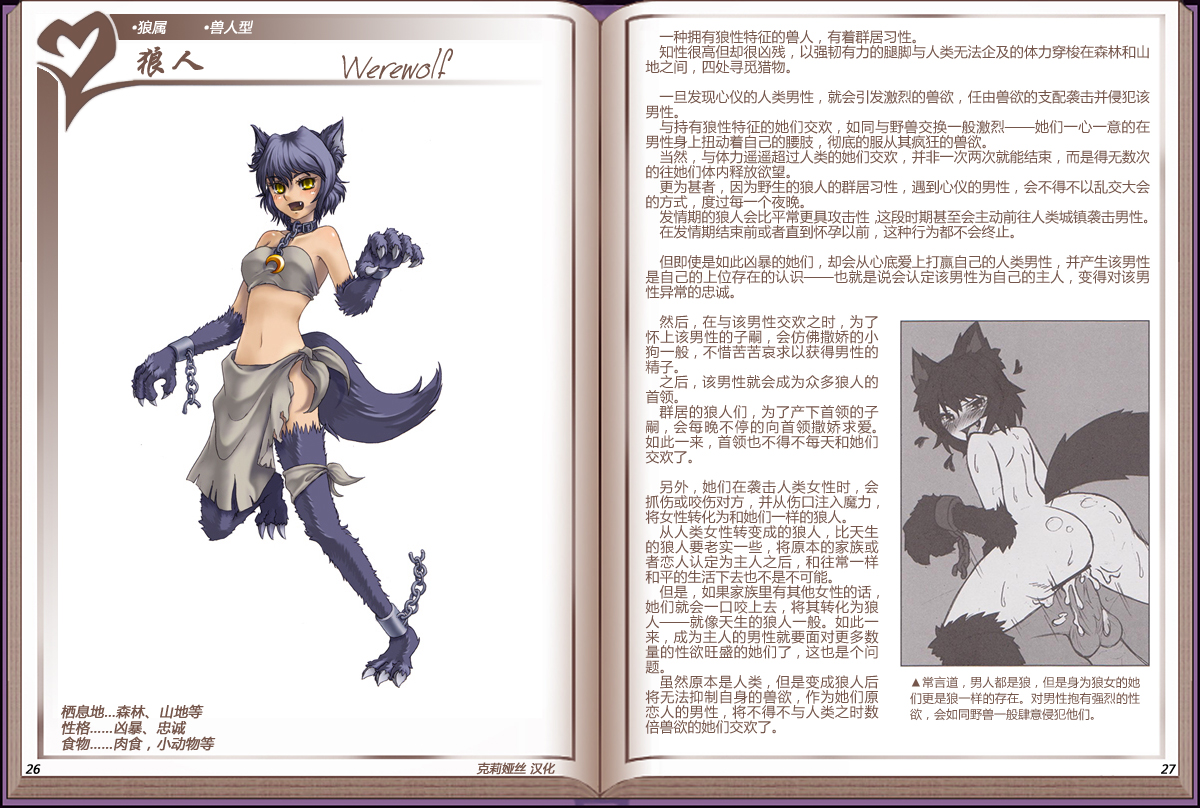 •狼属 •兽人型
狼人 Werewolf
栖息地...森林、山地等
性格......凶暴、忠诚
食物......肉食，小动物等
26
克莉娅丝 汉化
一种拥有狼性特征的兽人，有着群居习性。
知性很高但却很凶残，以强韧有力的腿脚与人类无法企及的体力穿梭在森林和山
地之间，四处寻觅猎物。
一旦发现心仪的人类男性，就会引发激烈的兽欲，任由兽欲的支配袭击并侵犯该
男性。
与持有狼性特征的她们交欢，如同与野兽交换一般激烈——她们一心一意的在
男性身上扭动着自己的腰肢，彻底的服从其疯狂的兽欲。
当然，与体力遥遥超过人类的她们交欢，并非一次两次就能结束，而是得无数次
的往她们体内释放欲望。
更为甚者，因为野生的狼人的群居习性，遇到心仪的男性，会不得不以乱交大会
的方式，度过每一个夜晚。
发情期的狼人会比平常更具攻击性,这段时期甚至会主动前往人类城镇袭击男性。
在发情期结束前或者直到怀孕以前，这种行为都不会终止。
但即使是如此凶暴的她们，却会从心底爱上打赢自己的人类男性，并产生该男性
是自己的上位存在的认识——也就是说会认定该男性为自己的主人，变得对该男
性异常的忠诚。
然后，在与该男性交欢之时，为了
怀上该男性的子嗣，会仿佛撒娇的小
狗一般，不惜苦苦哀求以获得男性的
精子。
之后，该男性就会成为众多狼人的
首领。
群居的狼人们，为了产下首领的子
嗣，会每晚不停的向首领撒娇求爱。
如此一来，首领也不得不每天和她们
交欢了。
另外，她们在袭击人类女性时，会
抓伤或咬伤对方，并从伤口注入魔力，
将女性转化为和她们一样的狼人。
从人类女性转变成的狼人，比天生
的狼人要老实一些，将原本的家族或
者恋人认定为主人之后，和往常一样
和平的生活下去也不是不可能。
但是，如果家族里有其他女性的话，
她们就会一口咬上去，将其转化为狼
人——就像天生的狼人一般。如此一
来，成为主人的男性就要面对更多数
量的性欲旺盛的她们了，这也是个问
题。
虽然原本是人类，但是变成狼人后
将无法抑制自身的兽欲，作为她们原
恋人的男性，将不得不与人类之时数
倍兽欲的她们交欢了。
▲常言道，男人都是狼，但是身为狼女的她
们更是狼一样的存在。对男性抱有强烈的性
欲，会如同野兽一般肆意侵犯他们。
27